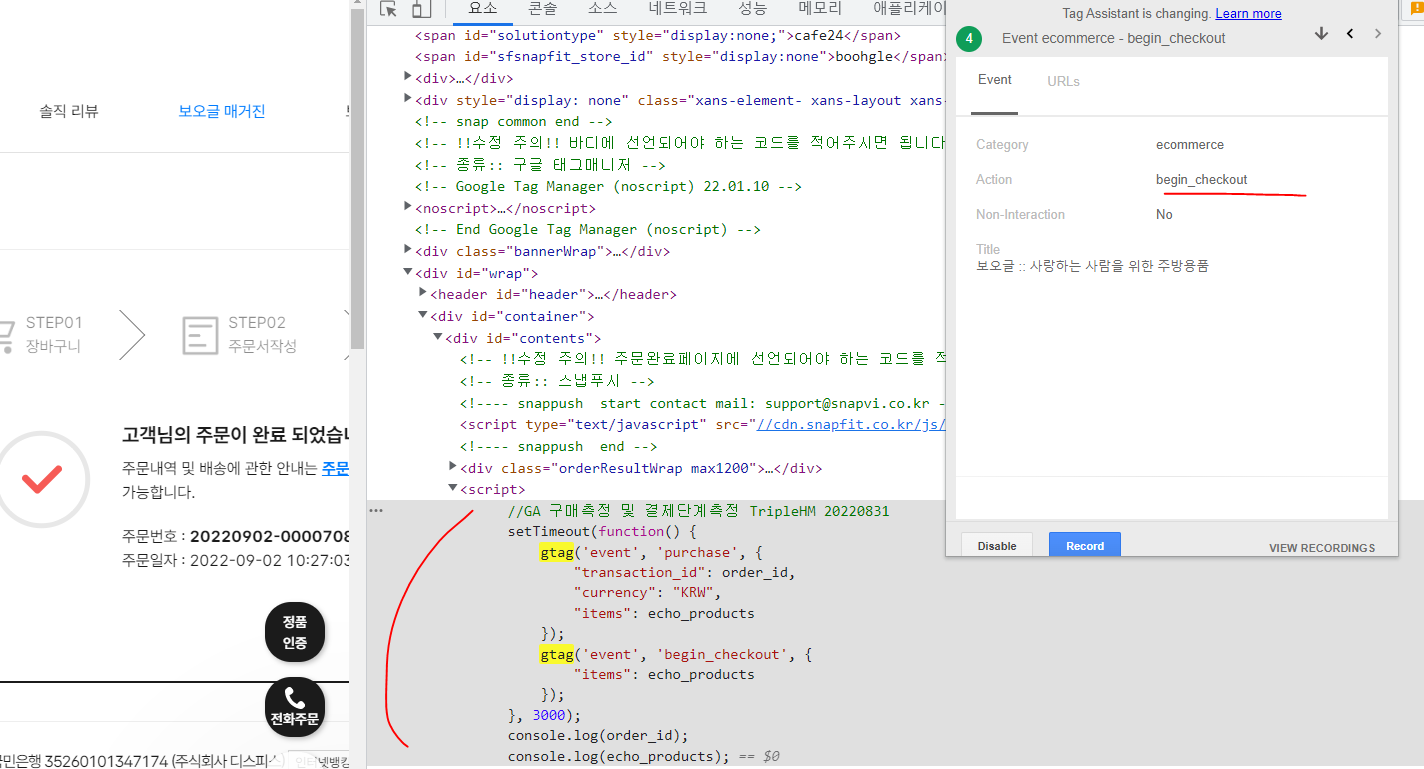 솔직 리뷰
보오글 매거진
STEP01
장바구니
STEP02
주문서작성
고객님의 주문이 완료 되었습니
주문내역 및 배송에 관한 안내는 주문
가능합니다.
주문번호 : 20220902-0000708
주문일자 : 2022-09-02 10:27:03
정품
인증
전화주문
국민은행 35260101347174 (주식회사 디스피스)
인터넷뱅킹
요소
콘솔
소스
네트워크
성능
메모리
애플리케이
<span id="solutiontype" style="display:none;">cafe24</span>
<span id="sfsnapfit_store_id" style="display:none">boohgle</span>
<div>…</div>
<div style="display: none" class="xans-element- xans-layout xans-
<!-- snap common end -->
<!-- !!수정 주의!! 바디에 선언되어야 하는 코드를 적어주시면 됩니다
<!-- 종류:: 구글 태그매니저 -->
<!-- Google Tag Manager (noscript) 22.01.10 -->
<noscript>…</noscript>
<!-- End Google Tag Manager (noscript) -->
<div class="bannerWrap">…</div>
<div id="wrap">
<header id="header">…</header>
<div id="container">
<div id="contents">
<!-- !!수정 주의!! 주문완료페이지에 선언되어야 하는 코드를 적
<!-- 종류:: 스냅푸시 -->
<!---- snappush  start contact mail: support@snapvi.co.kr -
<script type="text/javascript" src="//cdn.snapfit.co.kr/js/
<!---- snappush  end -->
<div class="orderResultWrap max1200">…</div>
<script>
//GA 구매측정 및 결제단계측정 TripleHM 20220831
setTimeout(function() {
gtag('event', 'purchase', {
"transaction_id": order_id,
"currency": "KRW",
"items": echo_products
});
gtag('event', 'begin_checkout', {
"items": echo_products
});
}, 3000);
console.log(order_id);
console.log(echo_products); == $0
Tag Assistant is changing. Learn more
4
Event ecommerce - begin_checkout
Event
URLs
Category ecommerce
Action begin_checkout
Non-Interaction No
Title
보오글 :: 사랑하는 사람을 위한 주방용품
Disable
Record
VIEW RECORDINGS